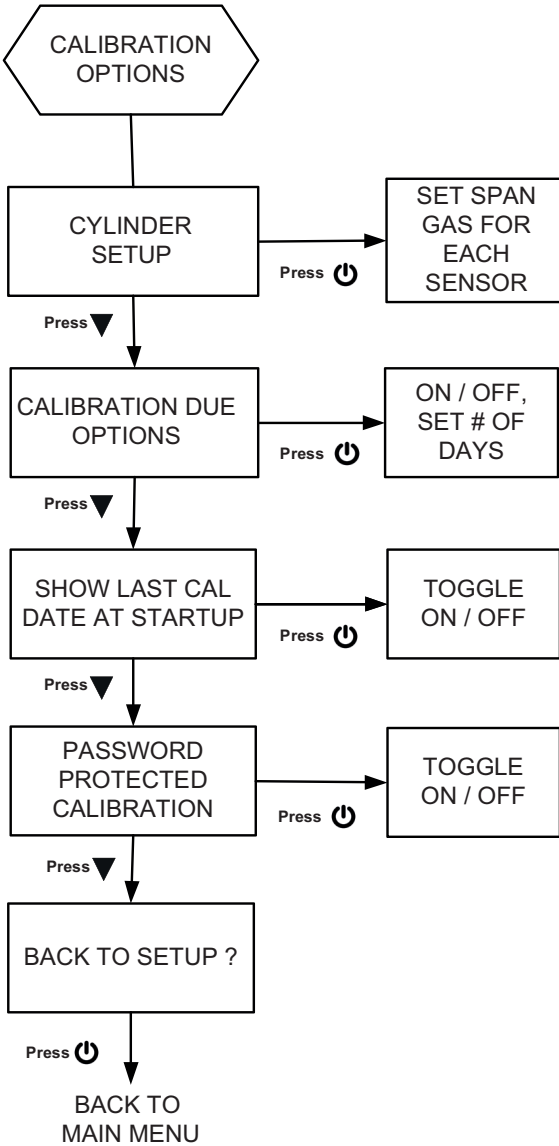 CALIBRATION
OPTIONS
CYLINDER
SETUP
Press
SET SPAN
GAS FOR
EACH
SENSOR
Press
CALIBRATION DUE
OPTIONS
Press
ON / OFF,
SET # OF
DAYS
Press
SHOW LAST CAL
DATE AT STARTUP
Press
TOGGLE
ON / OFF
Press
PASSWORD
PROTECTED
CALIBRATION
Press
TOGGLE
ON / OFF
Press
BACK TO SETUP ?
Press
BACK TO
MAIN MENU